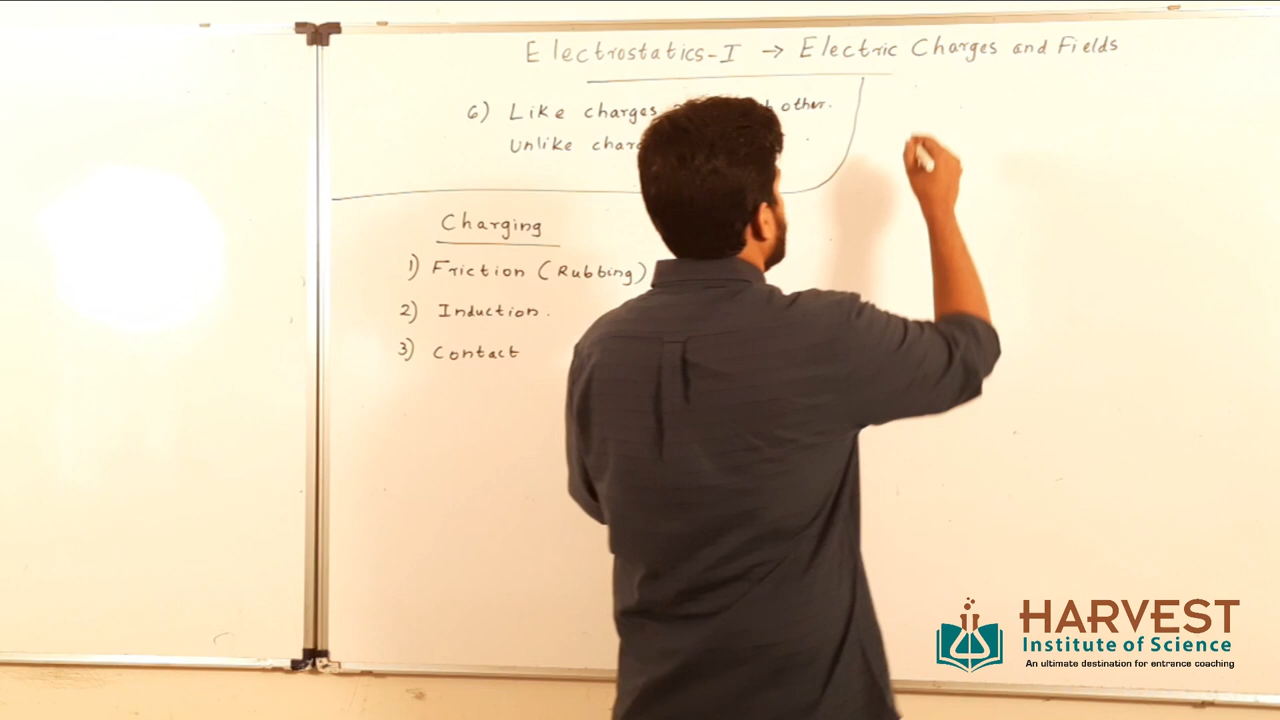 Electrostatics-I → Electric Charges and Fields
6) Like charges other.
Unlike
Charging
1) Friction (Rubbing)
2) Induction.
3) Contact
HARVEST
Institute of Science
An ultimate destination for entrance coaching